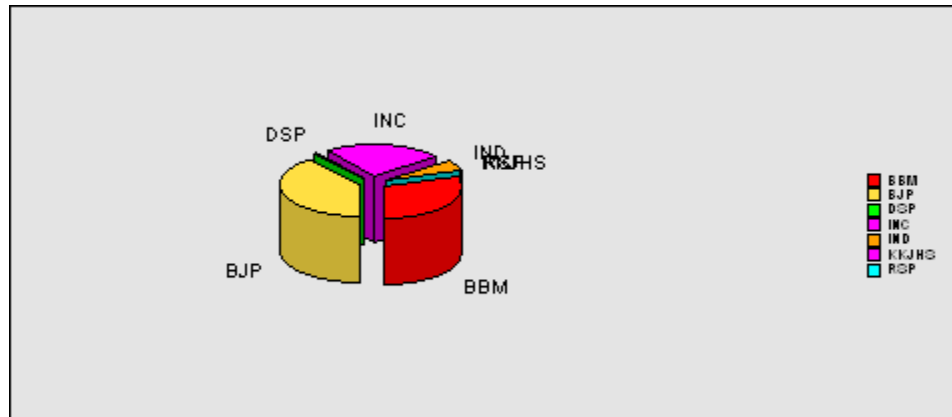 INC
DSP
IND
BJP
BBM
BBM
BJP
DSP
INC
IND
KKJHS
RSP